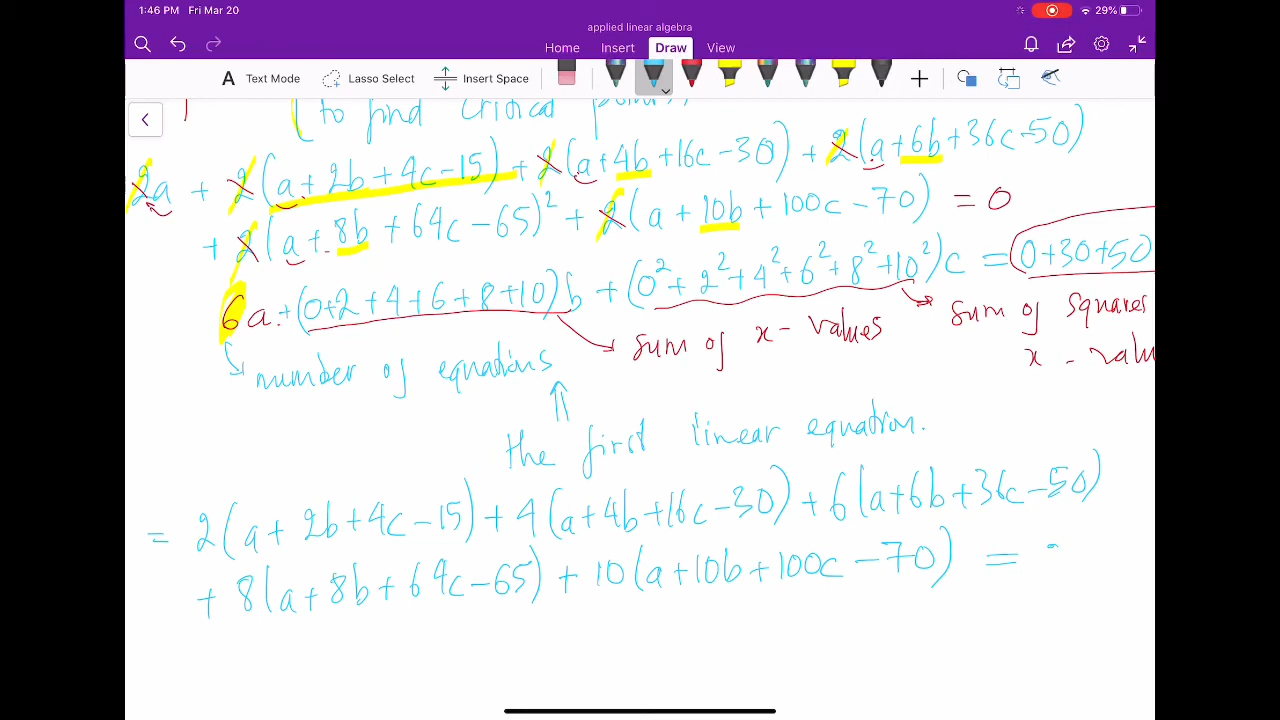 1:46 PM Fri Mar 20
29%
applied linear algebra
Home Insert Draw View
A Text Mode Lasso Select Insert Space
(to find critical points)
2a + 2(a + 2b + 4c - 15) + 2(a + 4b + 16c - 30) + 2(a + 6b + 36c - 50)
+ 2(a + 8b + 64c - 65)² + 2(a + 10b + 100c - 70) = 0
6a + (0+2+4+6+8+10)b + (0² + 2² + 4² + 6² + 8² + 10²)c = 0+30+50
sum of x-values
sum of squares
x-valu
number of equations
the first linear equation.
= 2(a + 2b + 4c - 15) + 4(a + 4b + 16c - 30) + 6(a + 6b + 36c - 50)
+ 8(a + 8b + 64c - 65) + 10(a + 10b + 100c - 70) =